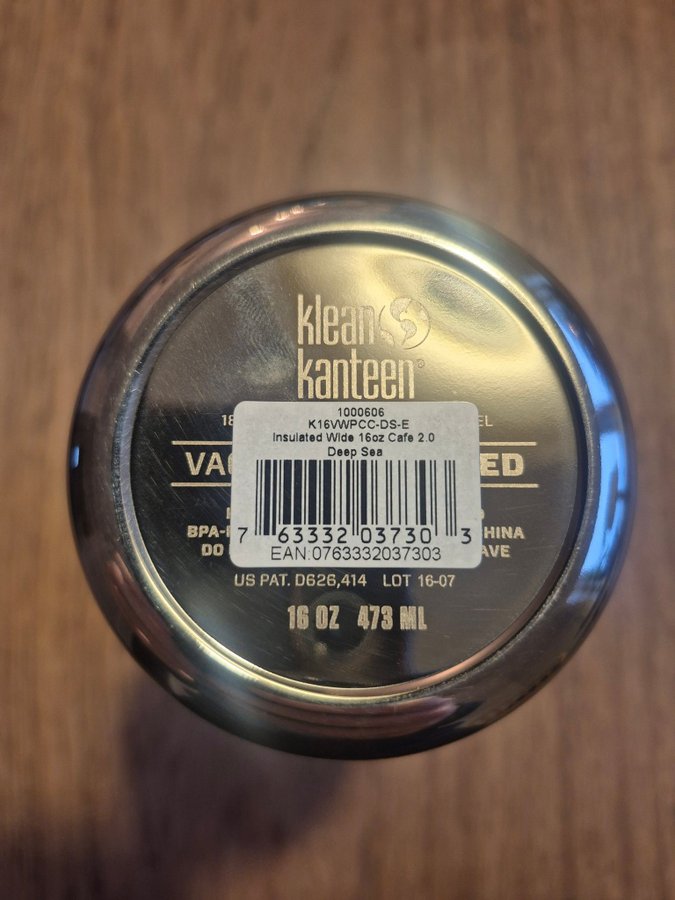 klean
kanteen®
1000606
K16VWPCC-DS-E
Insulated Wide 16oz Cafe 2.0
Deep Sea
18 EL
VAC ED
7 63332 03730 3
BPA-F CHINA
EAN:0763332037303
DO AVE
US PAT. D626,414 LOT 16-07
16 OZ 473 ML